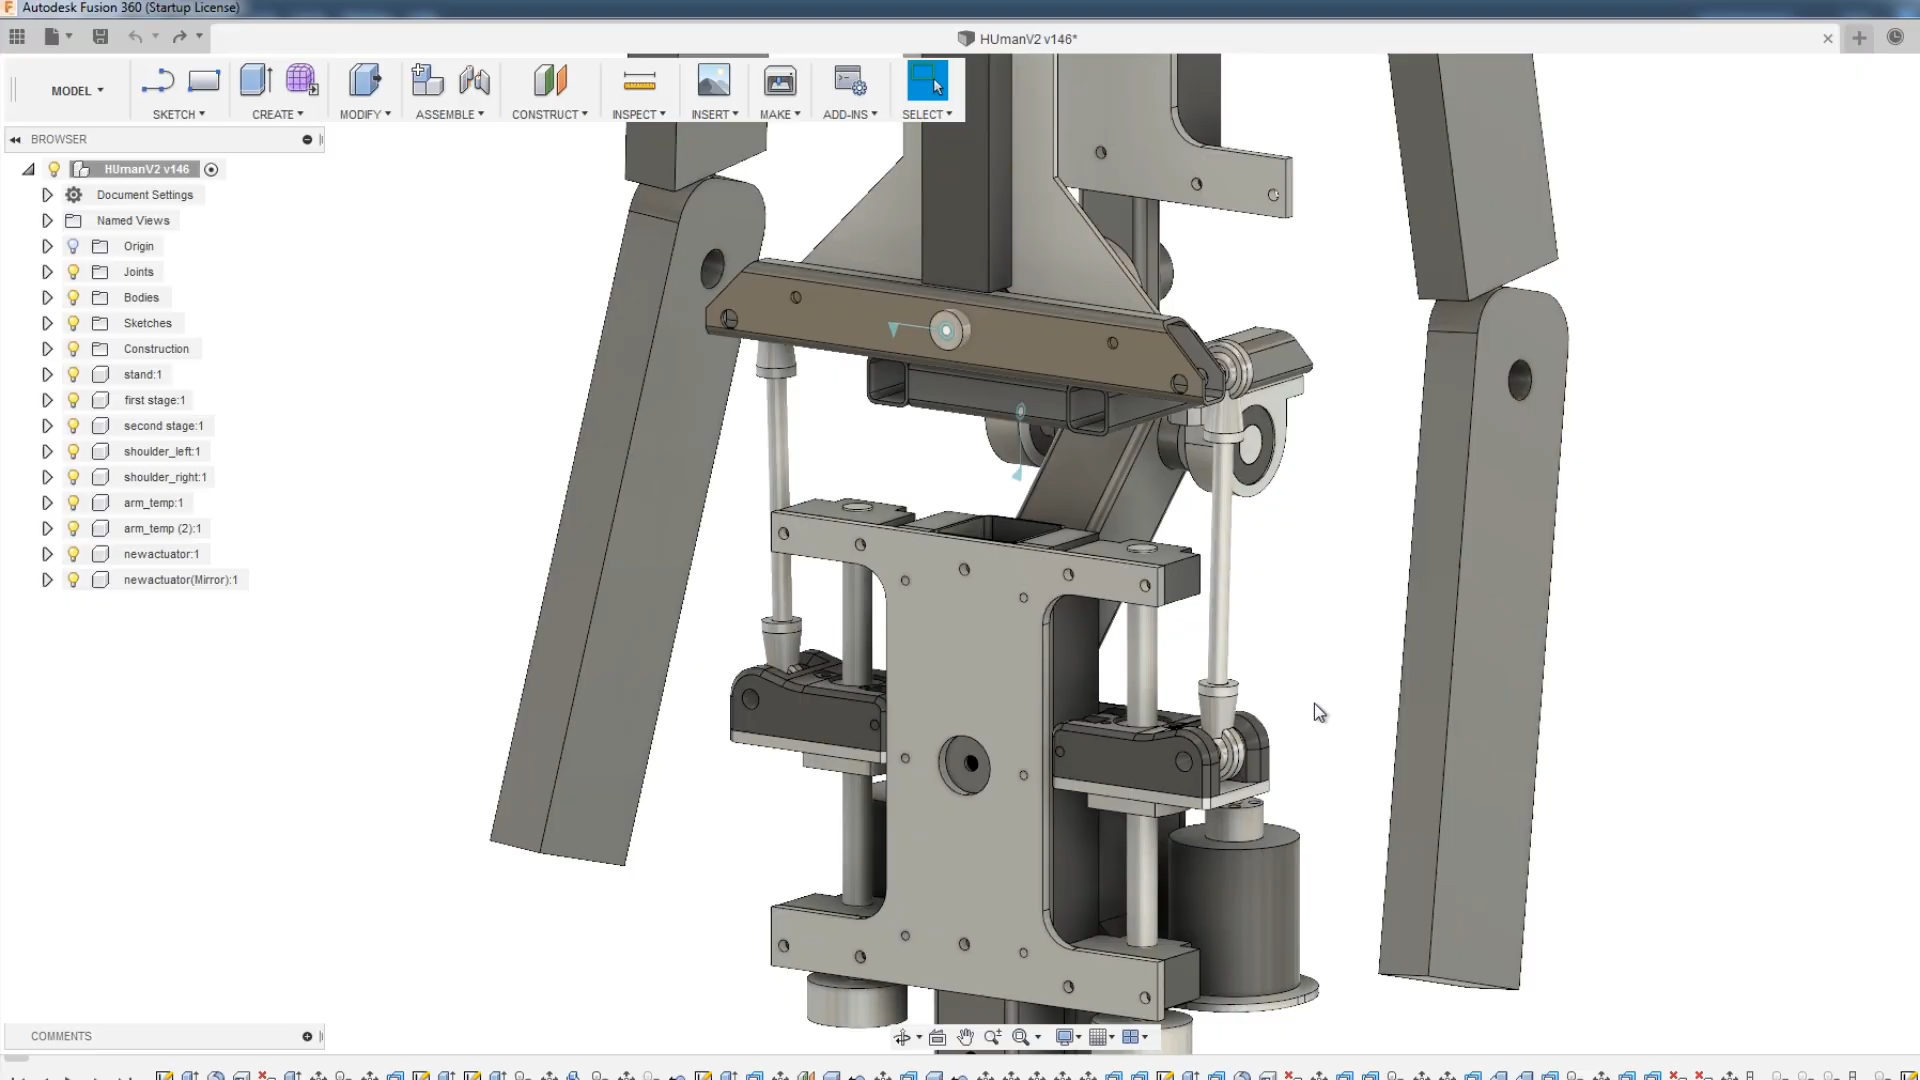 Autodesk Fusion 360 (Startup License)
HUmanV2 v146*
MODEL
SKETCH
CREATE
MODIFY
ASSEMBLE
CONSTRUCT
INSPECT
INSERT
MAKE
ADD-INS
SELECT
BROWSER
HUmanV2 v146
Document Settings
Named Views
Origin
Joints
Bodies
Sketches
Construction
stand:1
first stage:1
second stage:1
shoulder_left:1
shoulder_right:1
arm_temp:1
arm_temp (2):1
newactuator:1
newactuator(Mirror):1
COMMENTS